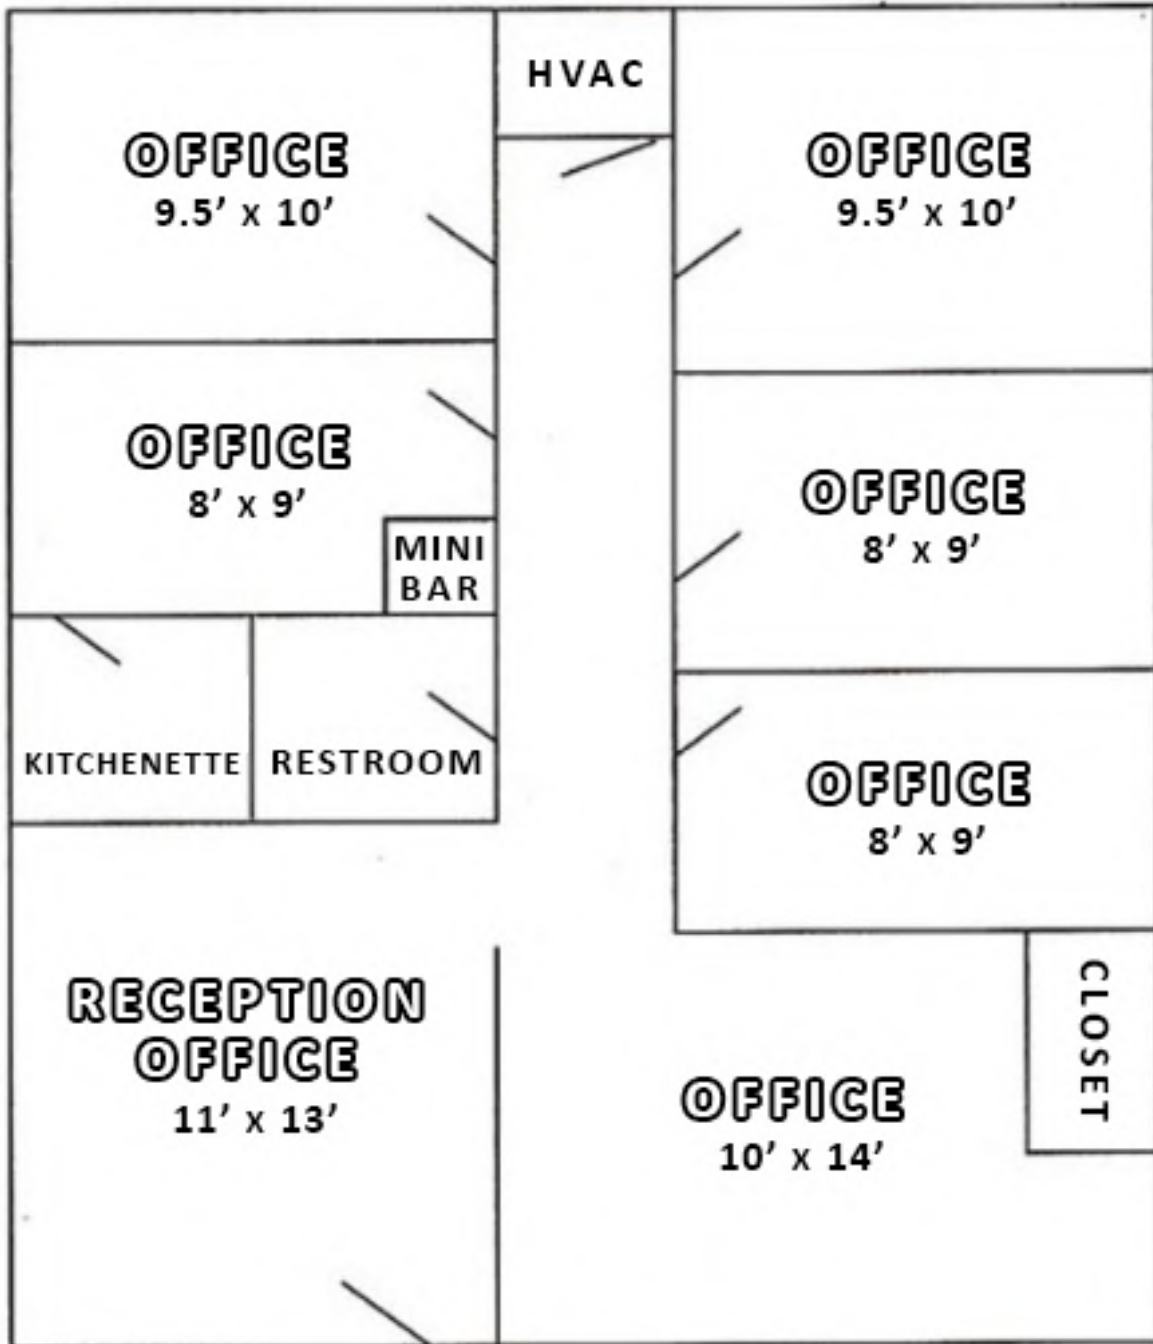 HVAC
OFFICE
9.5’ x 10’
OFFICE
9.5’ x 10’
OFFICE
8’ x 9’
MINI
BAR
OFFICE
8’ x 9’
KITCHENETTE
RESTROOM
OFFICE
8’ x 9’
RECEPTION
OFFICE
11’ x 13’
OFFICE
10’ x 14’
CLOSET